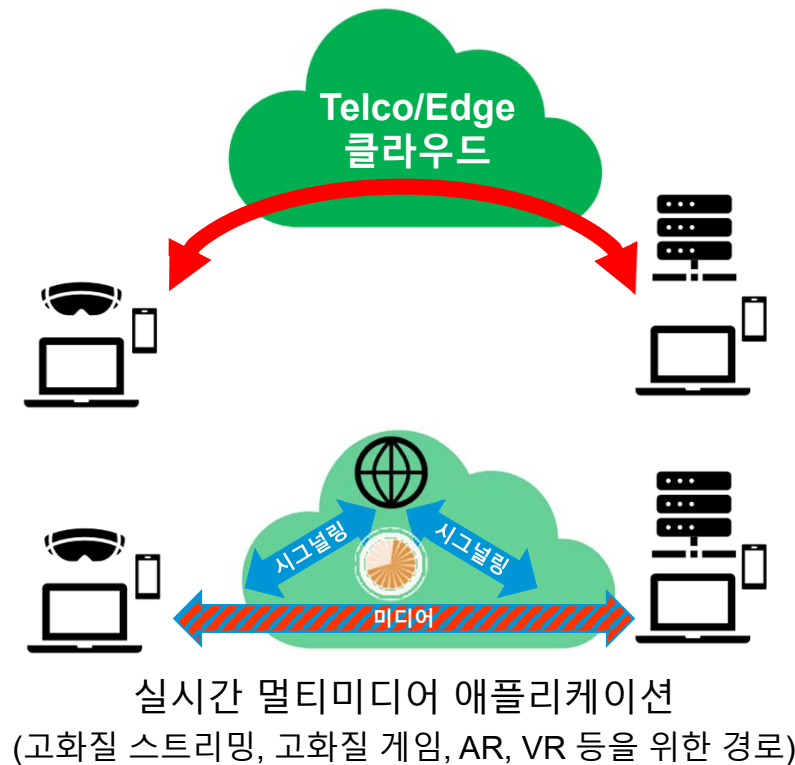 Telco/Edge
클라우드
시그널링
시그널링
미디어
실시간 멀티미디어 애플리케이션
(고화질 스트리밍, 고화질 게임, AR, VR 등을 위한 경로)